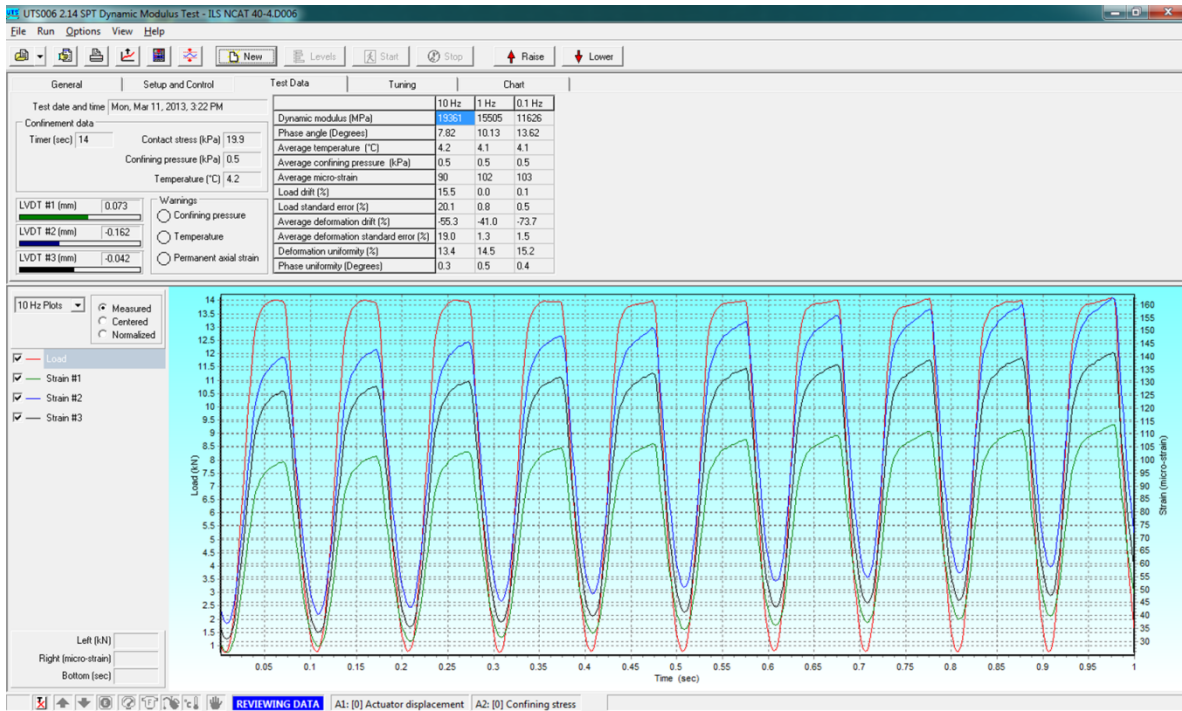 UTS006 2.14 SPT Dynamic Modulus Test - ILS NCAT 40-4.D006
File Run Options View Help
New Levels Start Stop Raise Lower
General Setup and Control Test Data Tuning Chart
Test date and time Mon, Mar 11, 2013, 3:22 PM
Confinement data
Timer (sec) 14 Contact stress (kPa) 19.9
Confining pressure (kPa) 0.5
Temperature (°C) 4.2
LVDT #1 (mm) 0.073
LVDT #2 (mm) -0.162
LVDT #3 (mm) -0.042
Warnings
Confining pressure
Temperature
Permanent axial strain
10 Hz 1 Hz 0.1 Hz
Dynamic modulus (MPa) 19361 15505 11626
Phase angle (Degrees) 7.82 10.13 13.62
Average temperature (°C) 4.2 4.1 4.1
Average confining pressure (kPa) 0.5 0.5 0.5
Average micro-strain 90 102 103
Load drift (%) 15.5 0.0 0.1
Load standard error (%) 20.1 0.8 0.5
Average deformation drift (%) -55.3 -41.0 -73.7
Average deformation standard error (%) 19.0 1.3 1.5
Deformation uniformity (%) 13.4 14.5 15.2
Phase uniformity (Degrees) 0.3 0.5 0.4
10 Hz Plots
Measured
Centered
Normalized
Load
Strain #1
Strain #2
Strain #3
Left (kN)
Right (micro-strain)
Bottom (sec)
Load (kN)
14
13.5
13
12.5
12
11.5
11
10.5
10
9.5
9
8.5
8
7.5
7
6.5
6
5.5
5
4.5
4
3.5
3
2.5
2
1.5
1
160
155
150
145
140
135
130
125
120
115
110
105
100
95
90
85
80
75
70
65
60
55
50
45
40
35
30
Strain (micro-strain)
0.05 0.1 0.15 0.2 0.25 0.3 0.35 0.4 0.45 0.5 0.55 0.6 0.65 0.7 0.75 0.8 0.85 0.9 0.95 1
Time (sec)
REVIEWING DATA A1: [0] Actuator displacement A2: [0] Confining stress